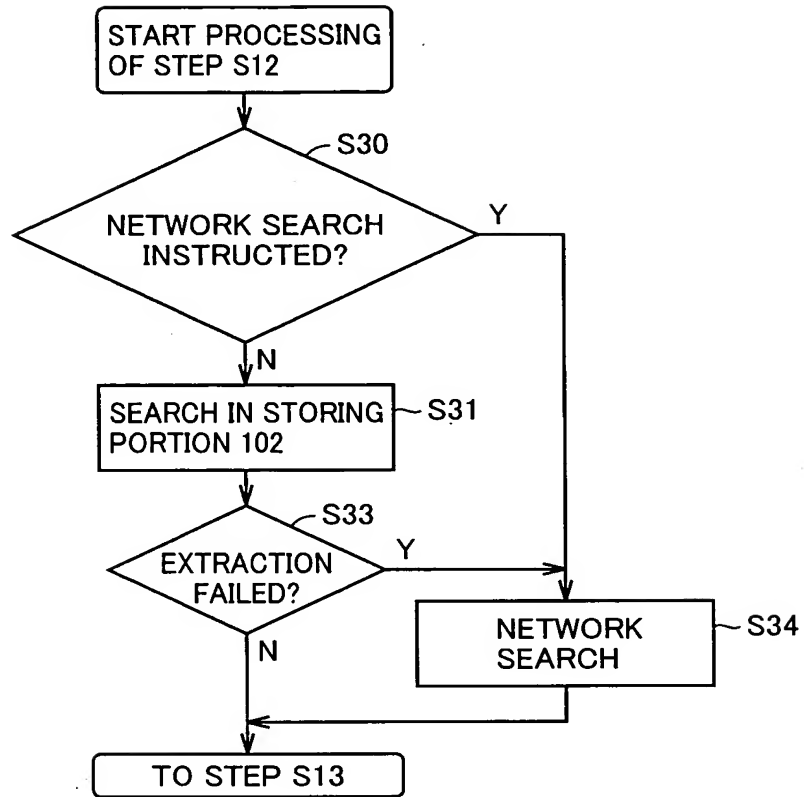 START PROCESSING
OF STEP S12
S30
NETWORK SEARCH
INSTRUCTED?
Y
N
SEARCH IN STORING
PORTION 102
S31
S33
EXTRACTION
FAILED?
Y
N
NETWORK
SEARCH
S34
TO STEP S13